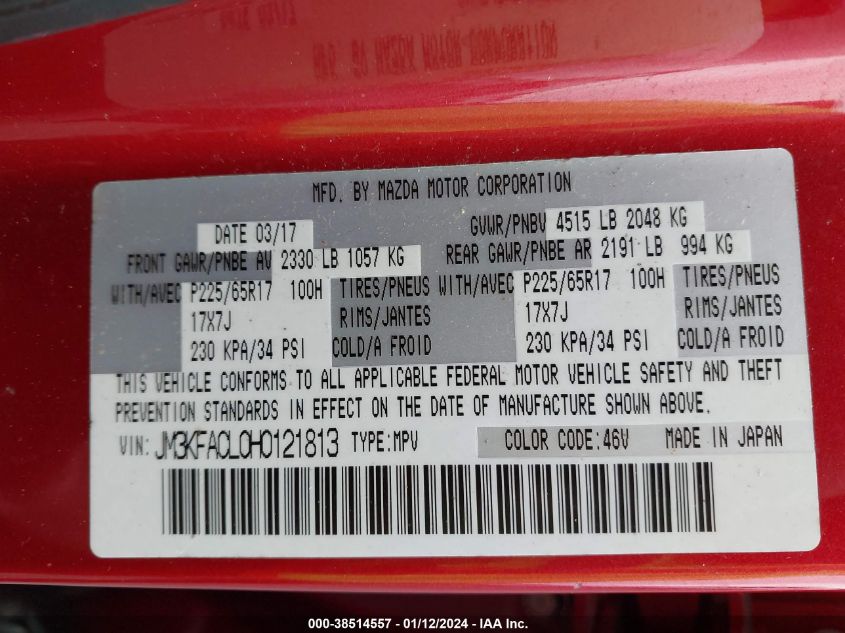 MFD. BY MAZDA MOTOR CORPORATION
DATE 03/17 GVWR/PNBV 4515 LB 2048 KG
FRONT GAWR/PNBE AV 2330 LB 1057 KG REAR GAWR/PNBE AR 2191 LB 994 KG
WITH/AVEC P225/65R17 100H TIRES/PNEUS WITH/AVEC P225/65R17 100H TIRES/PNEUS
17X7J RIMS/JANTES 17X7J RIMS/JANTES
230 KPA/34 PSI COLD/A FROID 230 KPA/34 PSI COLD/A FROID
THIS VEHICLE CONFORMS TO ALL APPLICABLE FEDERAL MOTOR VEHICLE SAFETY AND THEFT
PREVENTION STANDARDS IN EFFECT ON THE DATE OF MANUFACTURE SHOWN ABOVE.
VIN: JM3KFACL0H0121813 TYPE:MPV COLOR CODE:46V MADE IN JAPAN
000-38514557 - 01/12/2024 - IAA Inc.